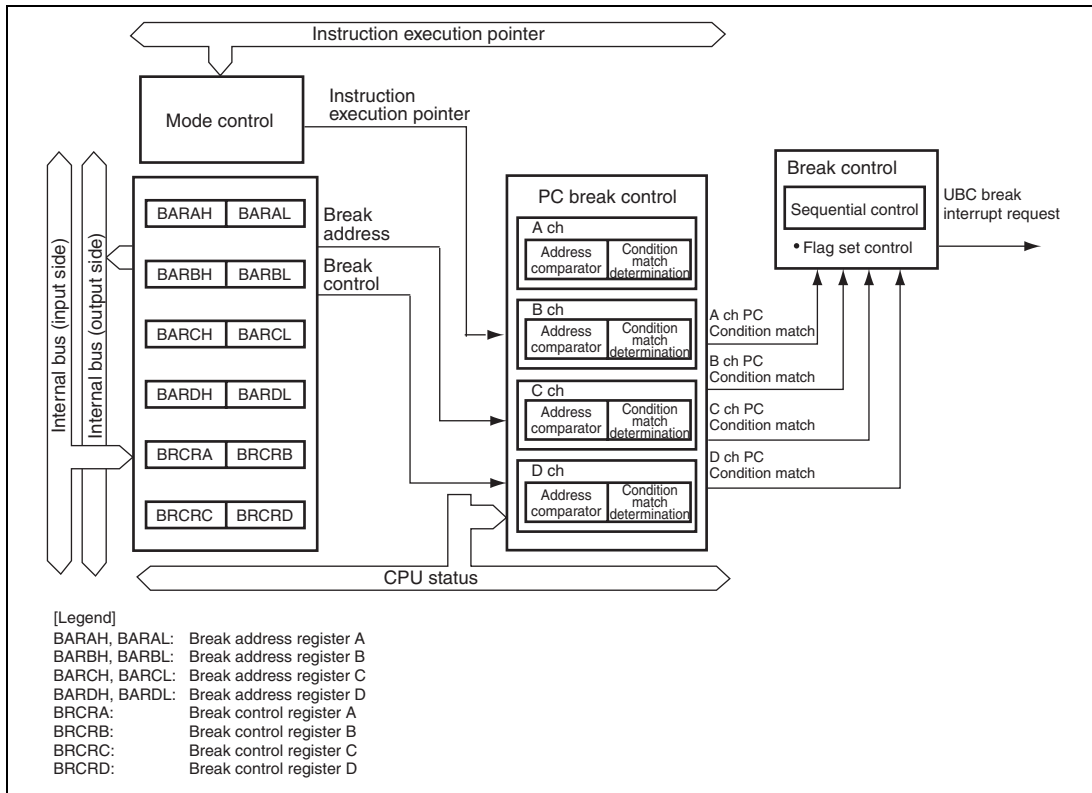 Instruction execution pointer
Mode control
Instruction
execution pointer
Internal bus (input side)
Internal bus (output side)
BARAH BARAL
BARBH BARBL
BARCH BARCL
BARDH BARDL
BRCRA BRCRB
BRCRC BRCRD
Break
address
Break
control
PC break control
A ch
Address
comparator
Condition
match
determination
B ch
Address
comparator
Condition
match
determination
C ch
Address
comparator
Condition
match
determination
D ch
Address
comparator
Condition
match
determination
A ch PC
Condition match
B ch PC
Condition match
C ch PC
Condition match
D ch PC
Condition match
Break control
Sequential control
• Flag set control
UBC break
interrupt request
CPU status
[Legend]
BARAH, BARAL: Break address register A
BARBH, BARBL: Break address register B
BARCH, BARCL: Break address register C
BARDH, BARDL: Break address register D
BRCRA: Break control register A
BRCRB: Break control register B
BRCRC: Break control register C
BRCRD: Break control register D